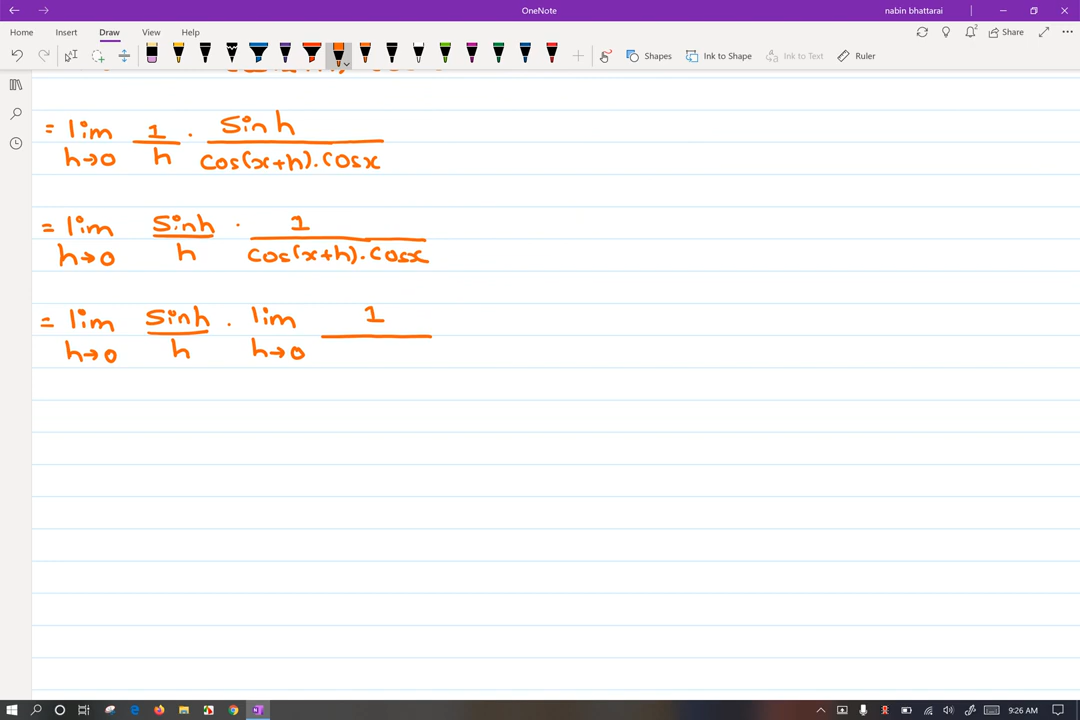 OneNote
nabin bhattarai
Home Insert Draw View Help
Share
Shapes Ink to Shape Ink to Text Ruler
= lim 1/h . Sinh / cos(x+h).cosx
h→0
= lim Sinh/h . 1 / cos(x+h).cosx
h→0
= lim sinh/h . lim 1
h→0 h→0
9:26 AM